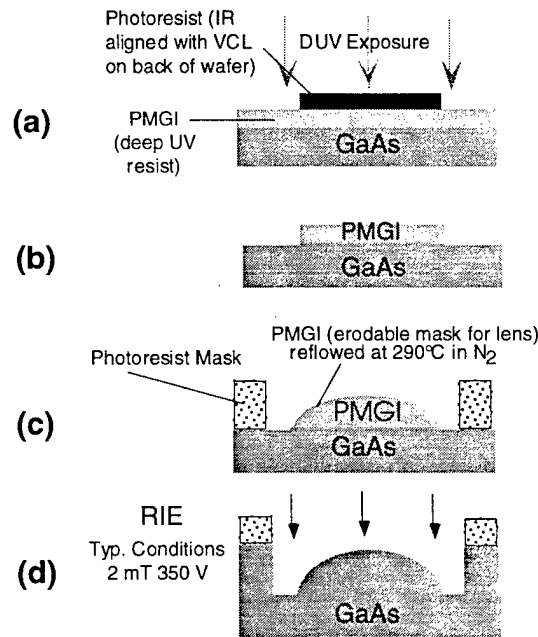 Photoresist (IR
aligned with VCL
on back of wafer)
DUV Exposure
(a)
PMGI
(deep UV
resist)
GaAs
(b)
PMGI
GaAs
PMGI (erodable mask for lens)
reflowed at 290°C in N2
Photoresist Mask
(c)
PMGI
GaAs
RIE
Typ. Conditions
2 mT 350 V
(d)
GaAs